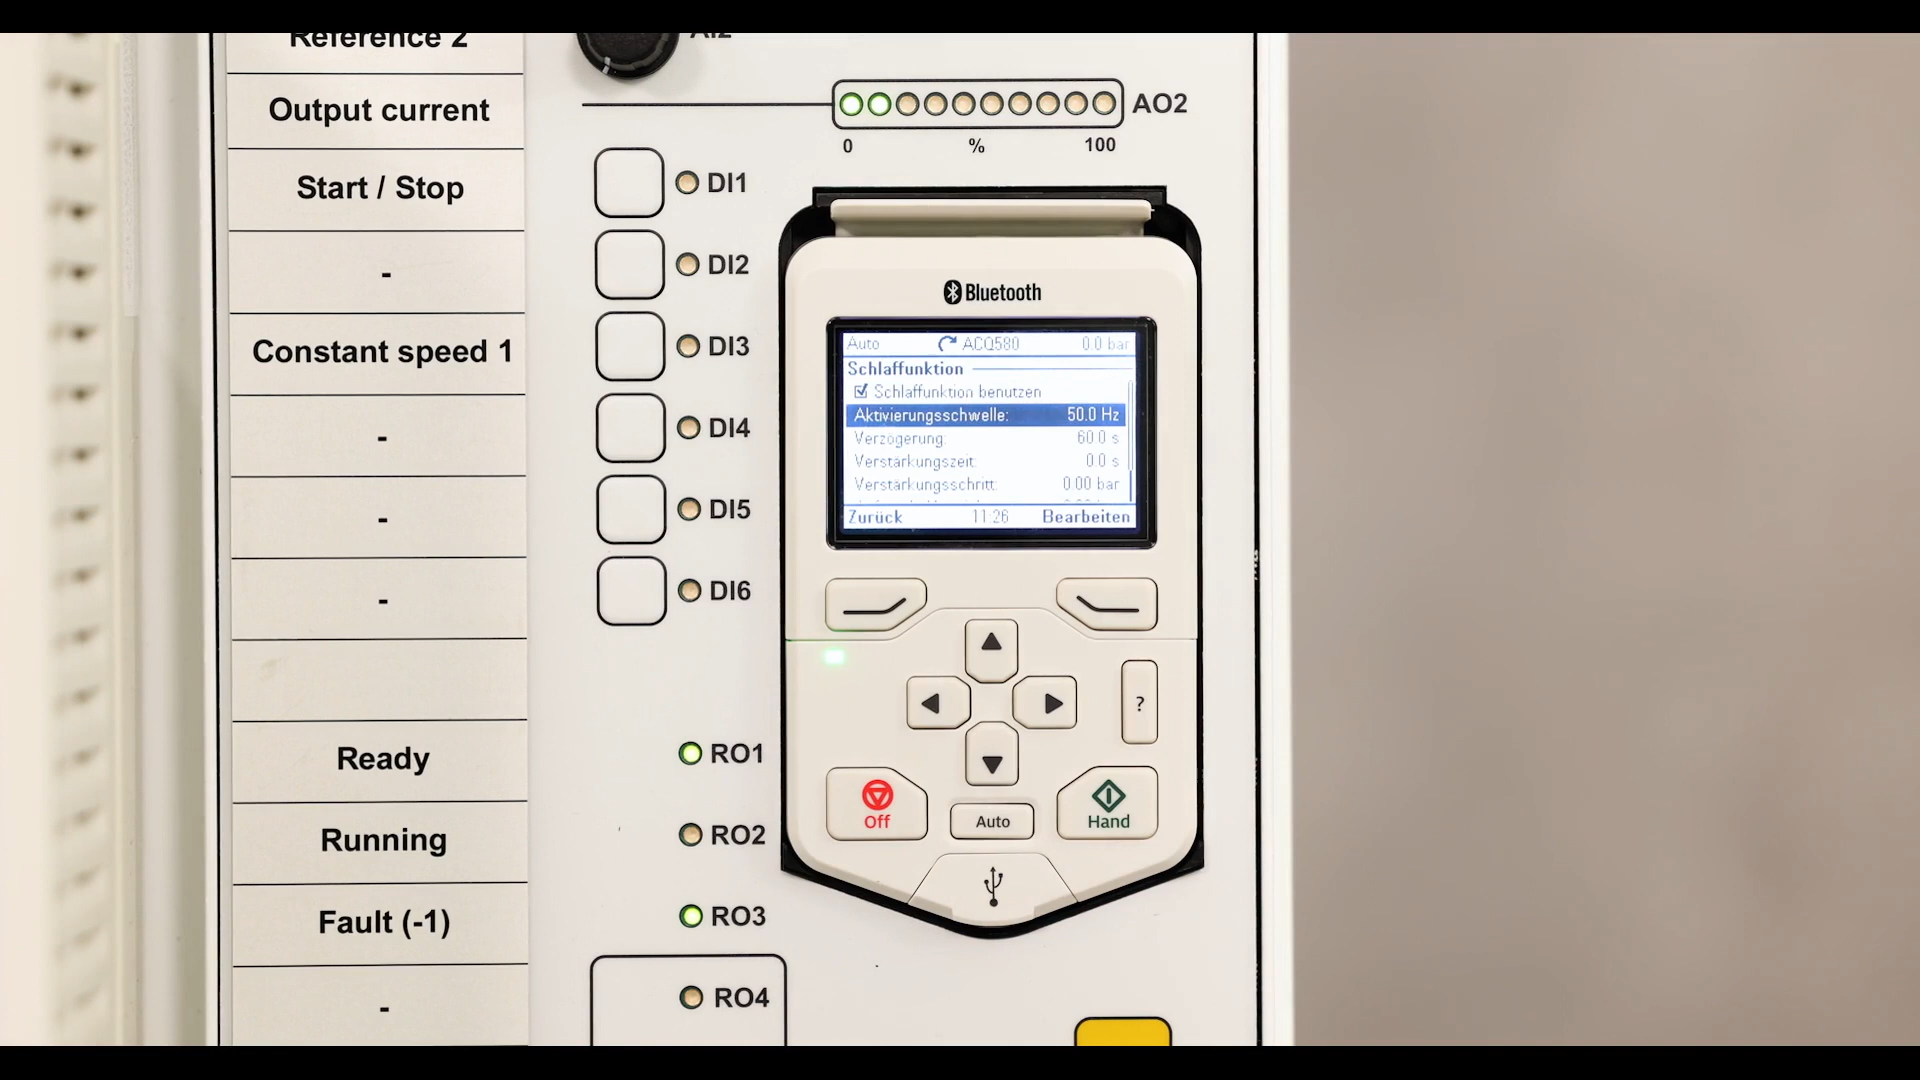 Reference 2
Output current
Start / Stop
-
Constant speed 1
-
-
-
Ready
Running
Fault (-1)
-
AI2
AO2
0 % 100
DI1
DI2
DI3
DI4
DI5
DI6
RO1
RO2
RO3
RO4
Bluetooth
Auto ACQ580 0.0 bar
Schlaffunktion
Schlaffunktion benutzen
Aktivierungsschwelle: 50.0 Hz
Verzögerung: 60.0 s
Verstärkungszeit: 0.0 s
Verstärkungsschritt: 0.00 bar
Zurück 11:26 Bearbeiten
?
Off
Auto
Hand